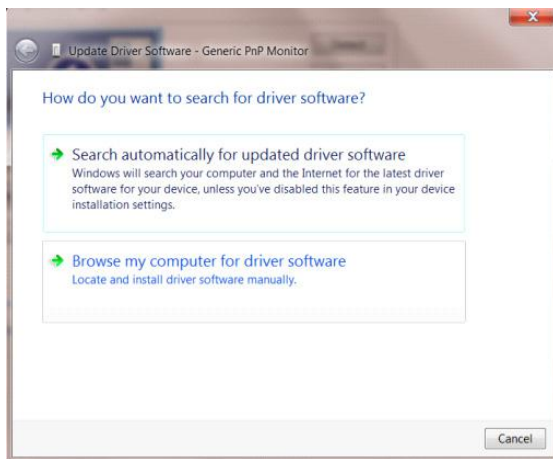 Update Driver Software - Generic PnP Monitor
How do you want to search for driver software?
Search automatically for updated driver software
Windows will search your computer and the Internet for the latest driver
software for your device, unless you've disabled this feature in your device
installation settings.
Browse my computer for driver software
Locate and install driver software manually.
Cancel